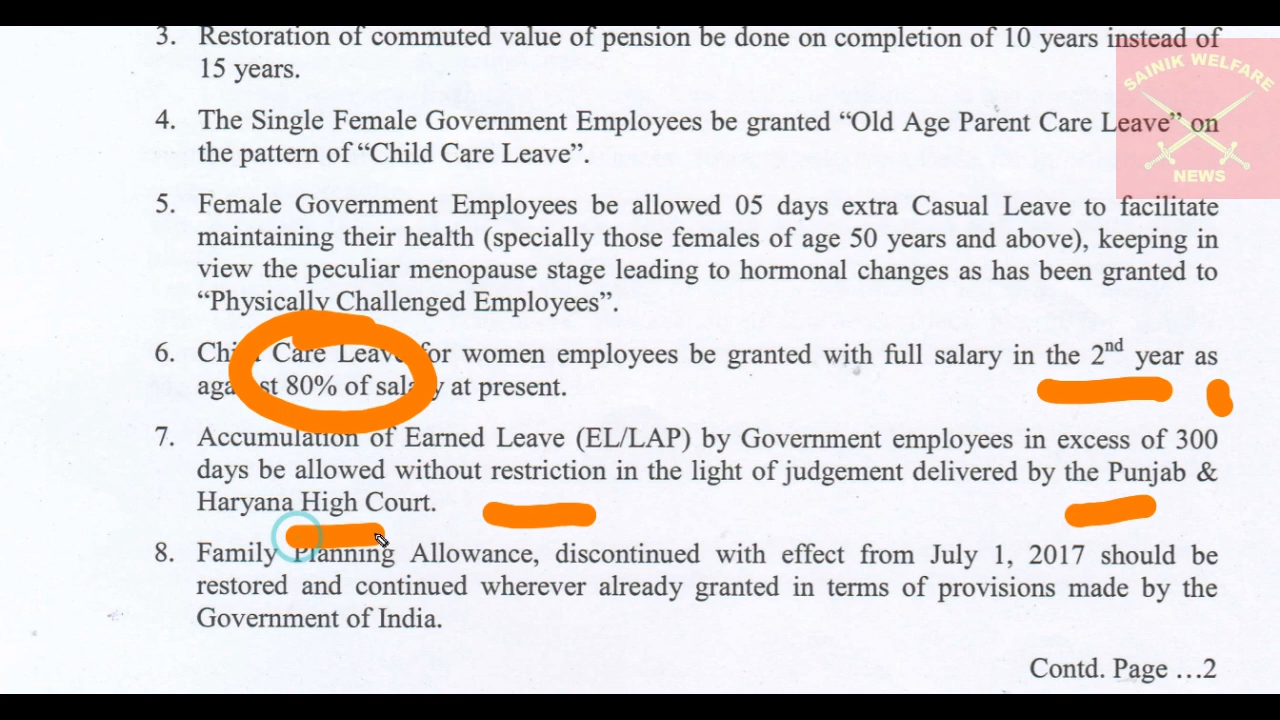 3. Restoration of commuted value of pension be done on completion of 10 years instead of
15 years.
SAINIK WELFARE
NEWS
4. The Single Female Government Employees be granted “Old Age Parent Care Leave” on
the pattern of “Child Care Leave”.
5. Female Government Employees be allowed 05 days extra Casual Leave to facilitate
maintaining their health (specially those females of age 50 years and above), keeping in
view the peculiar menopause stage leading to hormonal changes as has been granted to
“Physically Challenged Employees”.
6. Child Care Leave for women employees be granted with full salary in the 2nd year as
against 80% of salary at present.
7. Accumulation of Earned Leave (EL/LAP) by Government employees in excess of 300
days be allowed without restriction in the light of judgement delivered by the Punjab &
Haryana High Court.
8. Family Planning Allowance, discontinued with effect from July 1, 2017 should be
restored and continued wherever already granted in terms of provisions made by the
Government of India.
Contd. Page …2